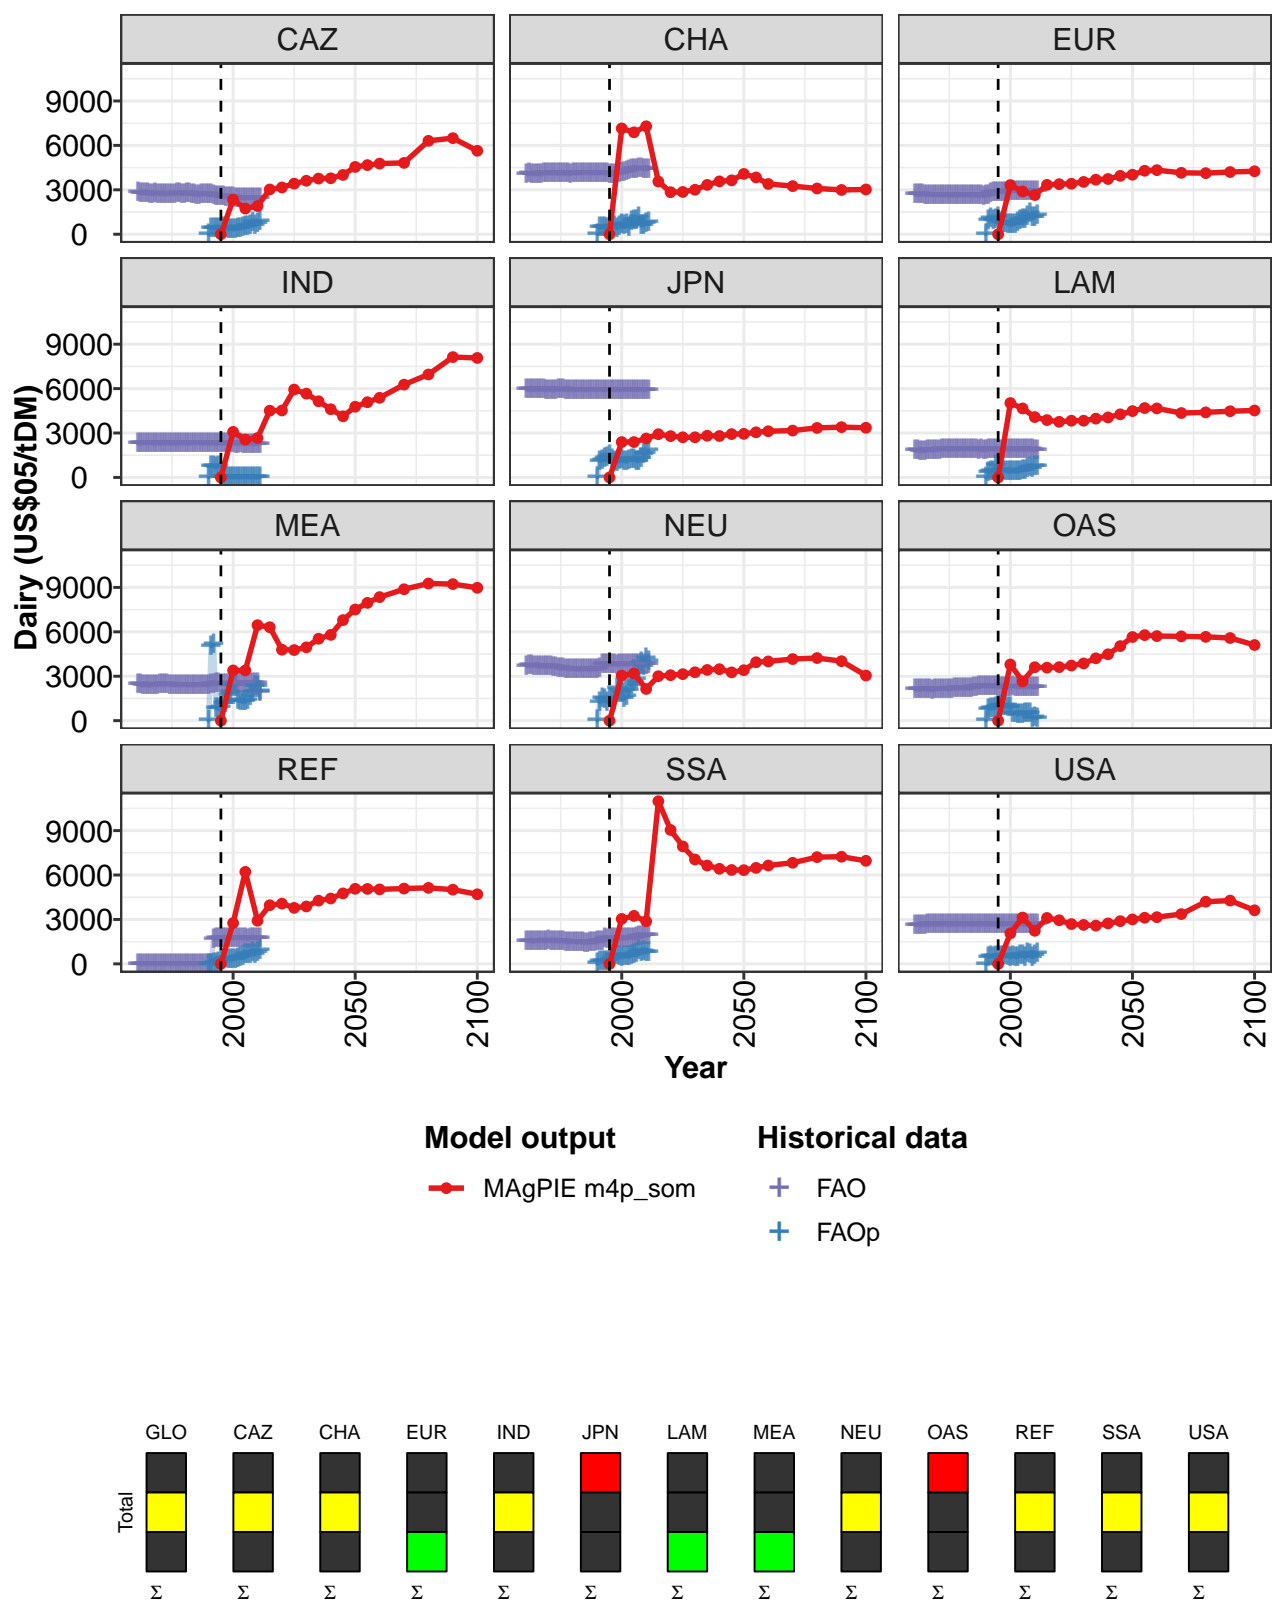 CAZ CHA EUR
9000
6000
3000
0
IND JPN LAM
9000
6000
3000
0
MEA NEU OAS
9000
6000
3000
0
REF SSA USA
9000
6000
3000
0
Dairy (US$05/tDM)
2000 2050 2100 2000 2050 2100 2000 2050 2100
Year
Model output Historical data
MAgPIE m4p_som FAO
FAOp
GLO CAZ CHA EUR IND JPN LAM MEA NEU OAS REF SSA USA
Total
Σ Σ Σ Σ Σ Σ Σ Σ Σ Σ Σ Σ Σ